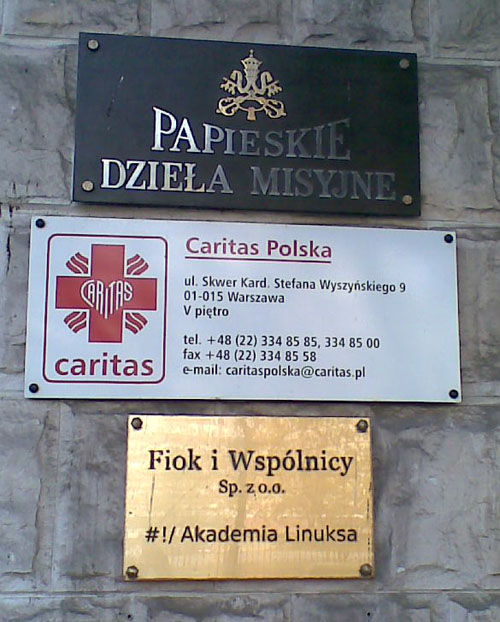 PAPIESKIE
DZIEŁA MISYJNE
Caritas Polska
CARITAS
caritas
ul. Skwer Kard. Stefana Wyszyńskiego 9
01-015 Warszawa
V piętro
tel. +48 (22) 334 85 85, 334 85 00
fax +48 (22) 334 85 58
e-mail: caritaspolska@caritas.pl
Fiok i Wspólnicy
Sp. z o.o.
#!/ Akademia Linuksa